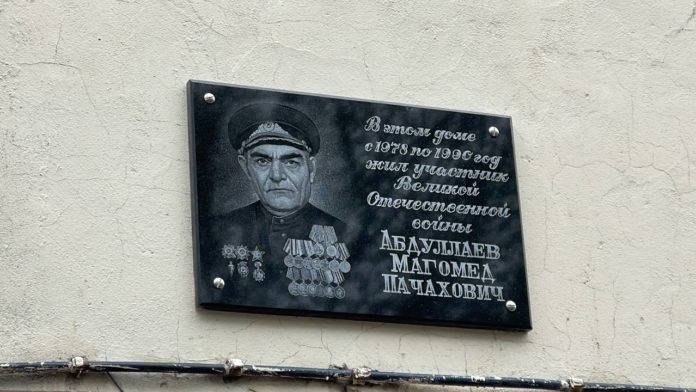 В этом доме
с 1978 по 1990 год
жил участник
Великой
Отечественной
войны
АБДУЛЛАЕВ
МАГОМЕД
ПАЧАХОВИЧ